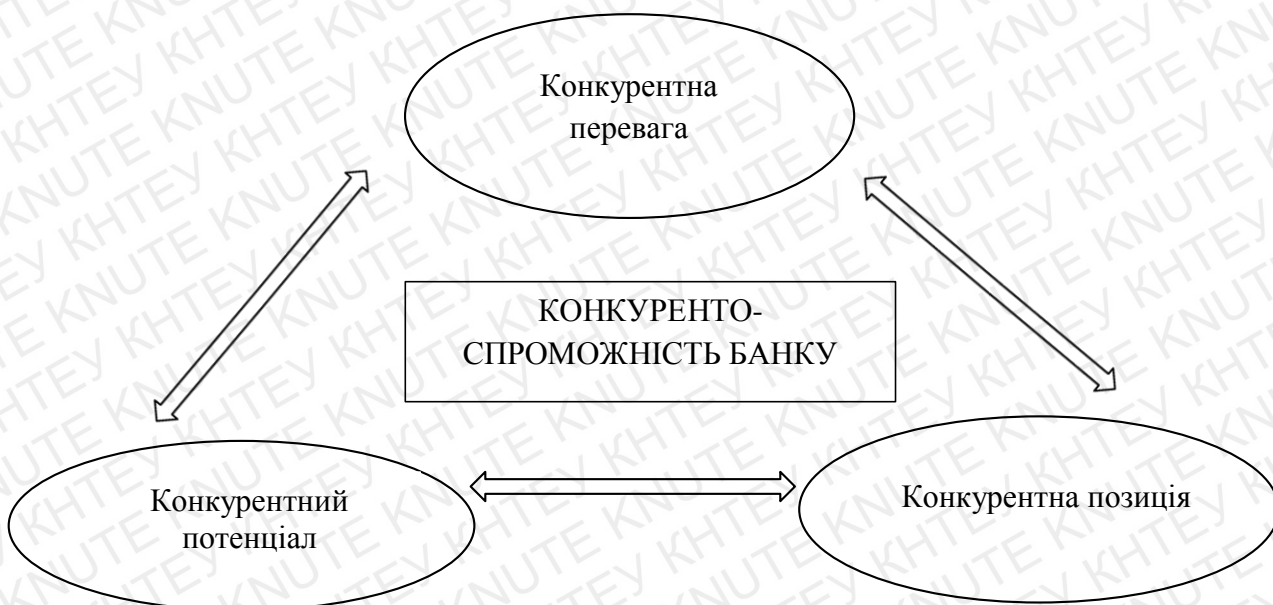 Конкурентна
перевага
КОНКУРЕНТО-
СПРОМОЖНІСТЬ БАНКУ
Конкурентний
потенціал
Конкурентна позиція